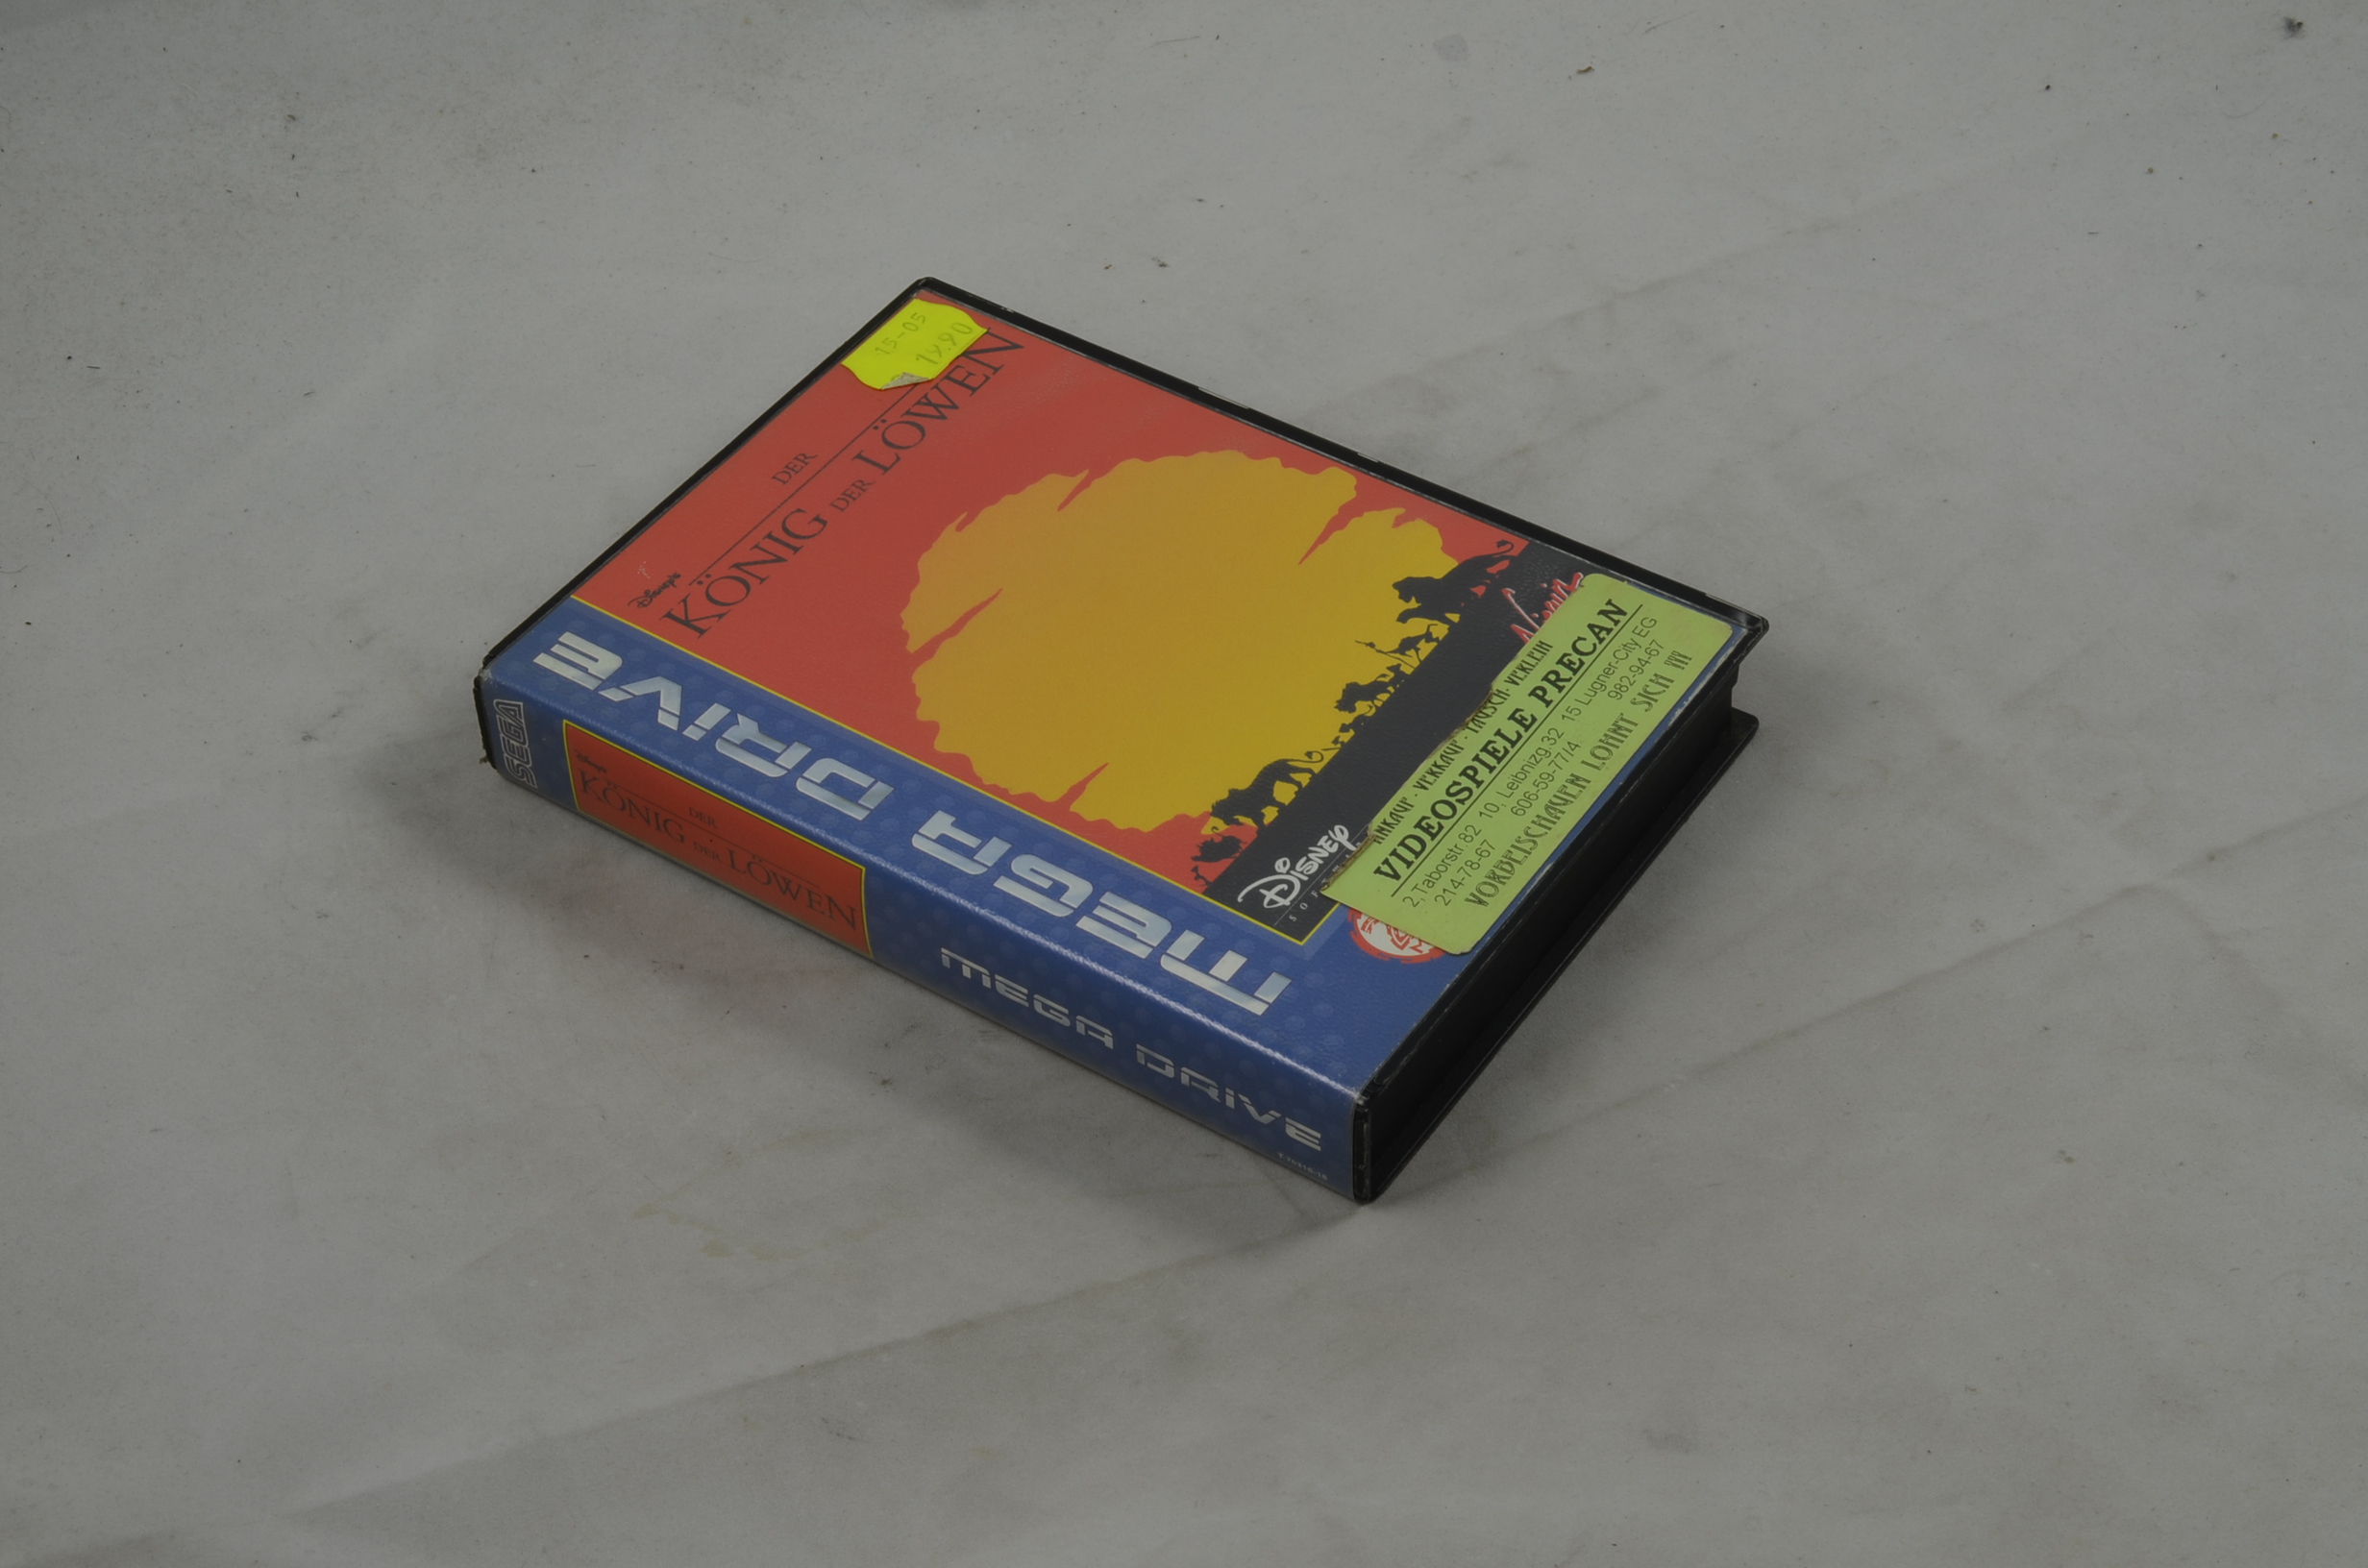 15-05
19.90
Disney's
DER
KÖNIG DER LÖWEN
MEGA DRIVE
Virgin
DISNEY
ANKAUF · VERKAUF · TAUSCH · VERLEIH
VIDEOSPIELE PRECAN
2, Taborstr 82 10, Leibnizg 32 15 Lugner-City EG
214-78-67 606-59-77/4 982-94-67
VORBEISCHAUEN LOHNT SICH !!!
SEGA
Disney's
DER
KÖNIG DER LÖWEN
MEGA DRIVE